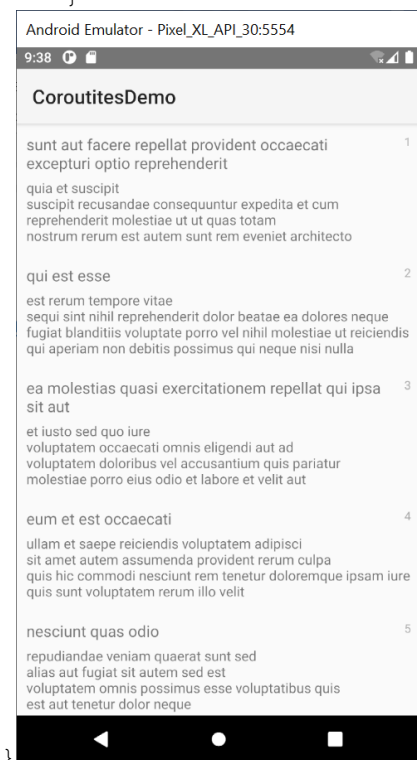 }
Android Emulator - Pixel_XL_API_30:5554
9:38
CoroutitesDemo
sunt aut facere repellat provident occaecati 1
excepturi optio reprehenderit
quia et suscipit
suscipit recusandae consequuntur expedita et cum
reprehenderit molestiae ut ut quas totam
nostrum rerum est autem sunt rem eveniet architecto
qui est esse 2
est rerum tempore vitae
sequi sint nihil reprehenderit dolor beatae ea dolores neque
fugiat blanditiis voluptate porro vel nihil molestiae ut reiciendis
qui aperiam non debitis possimus qui neque nisi nulla
ea molestias quasi exercitationem repellat qui ipsa 3
sit aut
et iusto sed quo iure
voluptatem occaecati omnis eligendi aut ad
voluptatem doloribus vel accusantium quis pariatur
molestiae porro eius odio et labore et velit aut
eum et est occaecati 4
ullam et saepe reiciendis voluptatem adipisci
sit amet autem assumenda provident rerum culpa
quis hic commodi nesciunt rem tenetur doloremque ipsam iure
quis sunt voluptatem rerum illo velit
nesciunt quas odio 5
repudiandae veniam quaerat sunt sed
alias aut fugiat sit autem sed est
voluptatem omnis possimus esse voluptatibus quis
est aut tenetur dolor neque
}